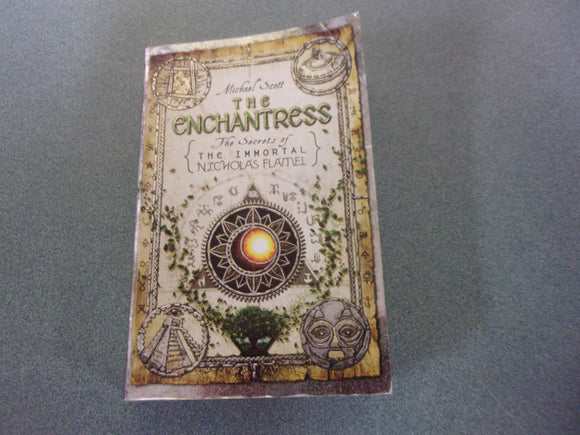 Michael Scott
THE
ENCHANTRESS
The Secrets of
THE IMMORTAL
NICHOLAS FLAMEL